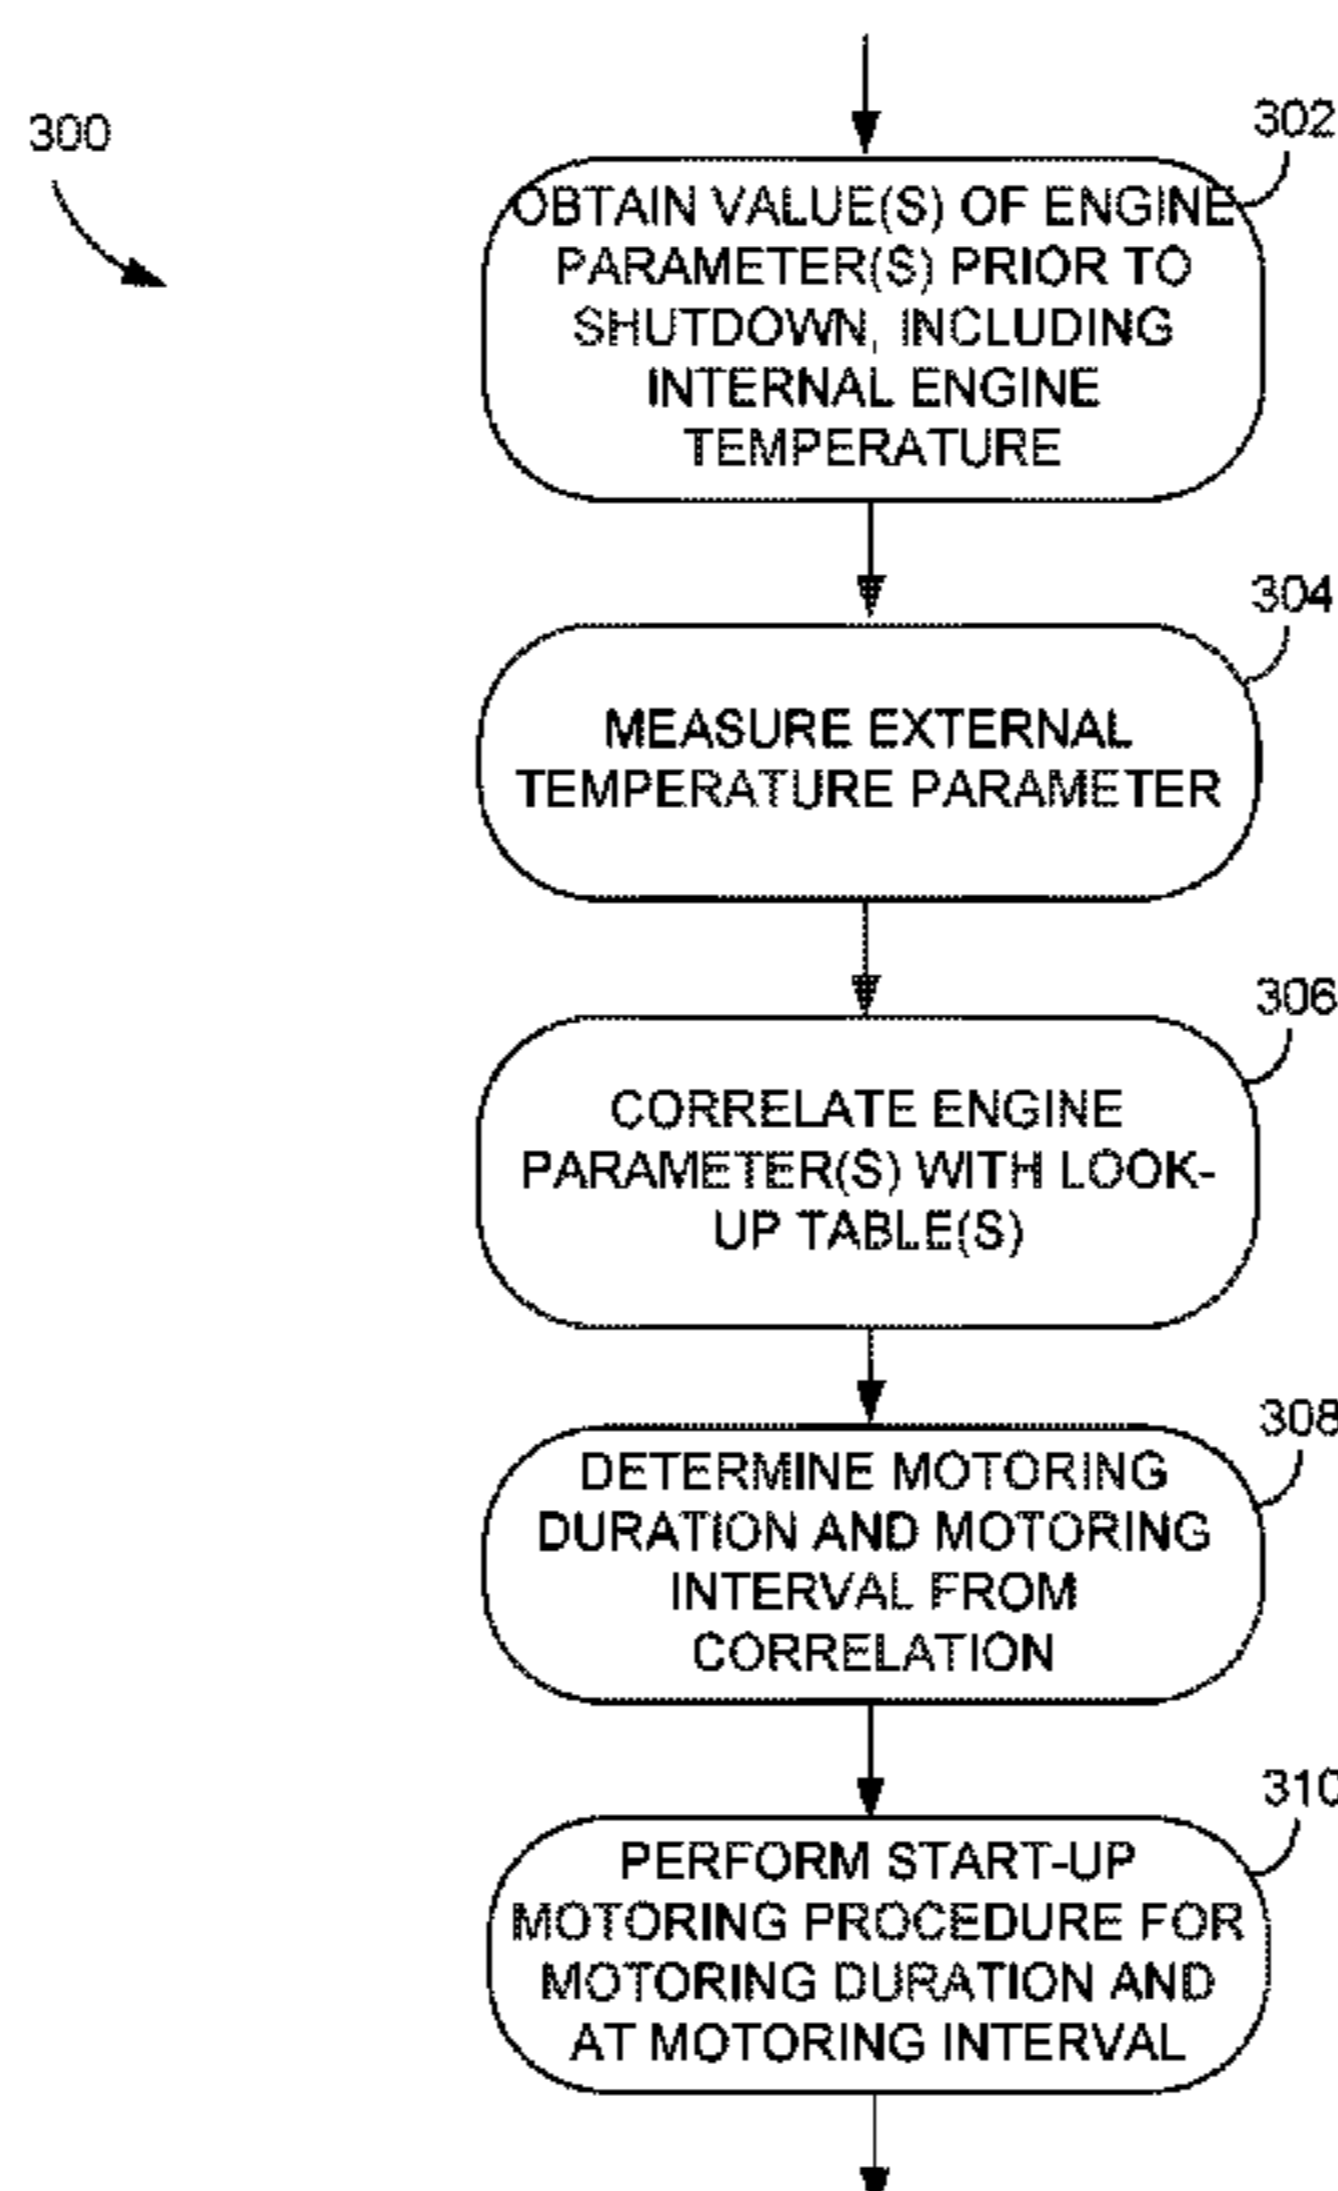 300
302
OBTAIN VALUE(S) OF ENGINE
PARAMETER(S) PRIOR TO
SHUTDOWN, INCLUDING
INTERNAL ENGINE
TEMPERATURE
304
MEASURE EXTERNAL
TEMPERATURE PARAMETER
306
CORRELATE ENGINE
PARAMETER(S) WITH LOOK-
UP TABLE(S)
308
DETERMINE MOTORING
DURATION AND MOTORING
INTERVAL FROM
CORRELATION
310
PERFORM START-UP
MOTORING PROCEDURE FOR
MOTORING DURATION AND
AT MOTORING INTERVAL